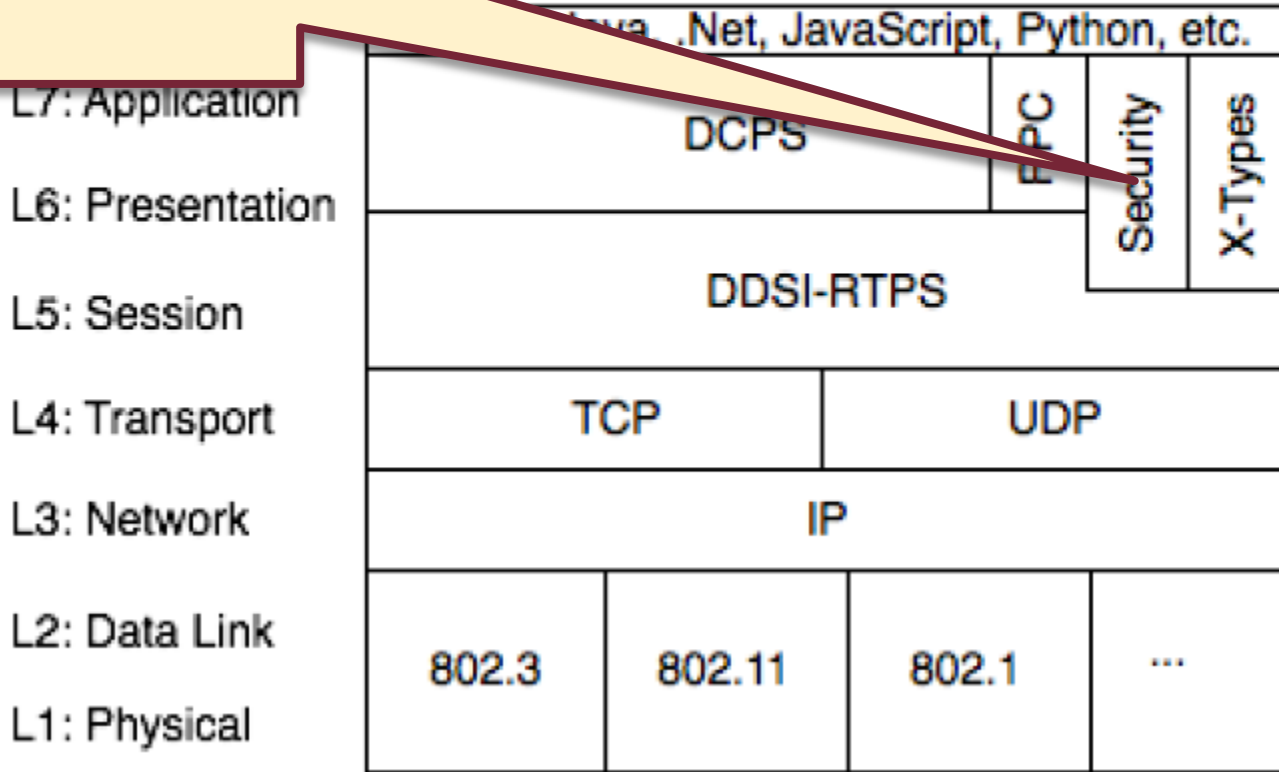 .Net, JavaScript, Python, etc.
L7: Application
DCPS
RPC
Security
X-Types
L6: Presentation
DDSI-RTPS
L5: Session
L4: Transport
TCP
UDP
L3: Network
IP
L2: Data Link
802.3
802.11
802.1
...
L1: Physical